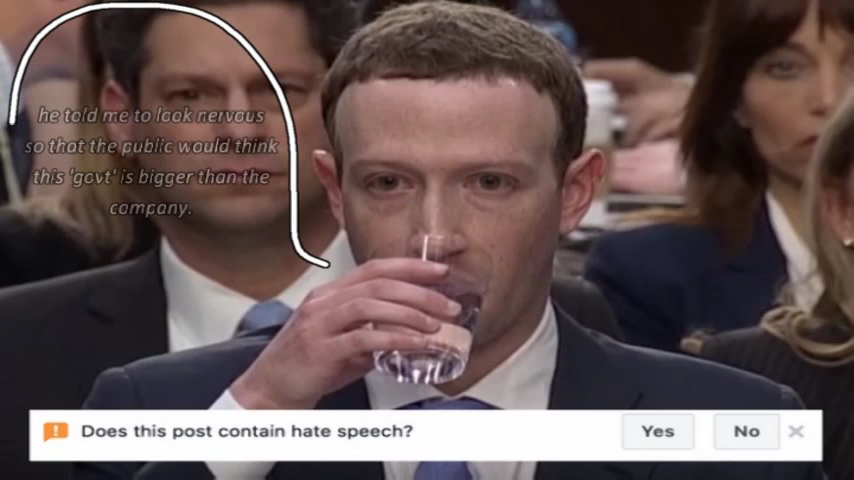 he told me to look nervous
so that the public would think
this 'govt' is bigger than the
company.
Does this post contain hate speech?
Yes No